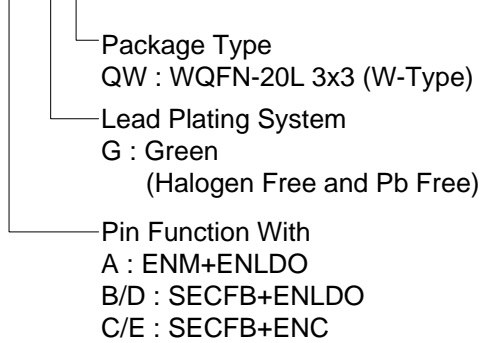 Package Type
QW : WQFN-20L 3x3 (W-Type)
Lead Plating System
G : Green
(Halogen Free and Pb Free)
Pin Function With
A : ENM+ENLDO
B/D : SECFB+ENLDO
C/E : SECFB+ENC